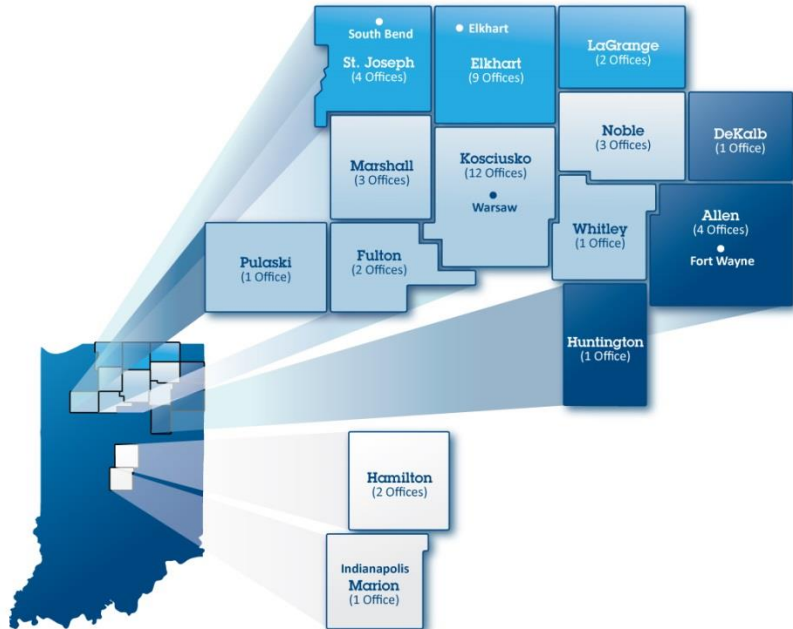 South Bend
St. Joseph
(4 Offices)
Elkhart
Elkhart
(9 Offices)
LaGrange
(2 Offices)
Noble
(3 Offices)
DeKalb
(1 Office)
Marshall
(3 Offices)
Kosciusko
(12 Offices)
Warsaw
Whitley
(1 Office)
Allen
(4 Offices)
Fort Wayne
Pulaski
(1 Office)
Fulton
(2 Offices)
Huntington
(1 Office)
Hamilton
(2 Offices)
Indianapolis
Marion
(1 Office)